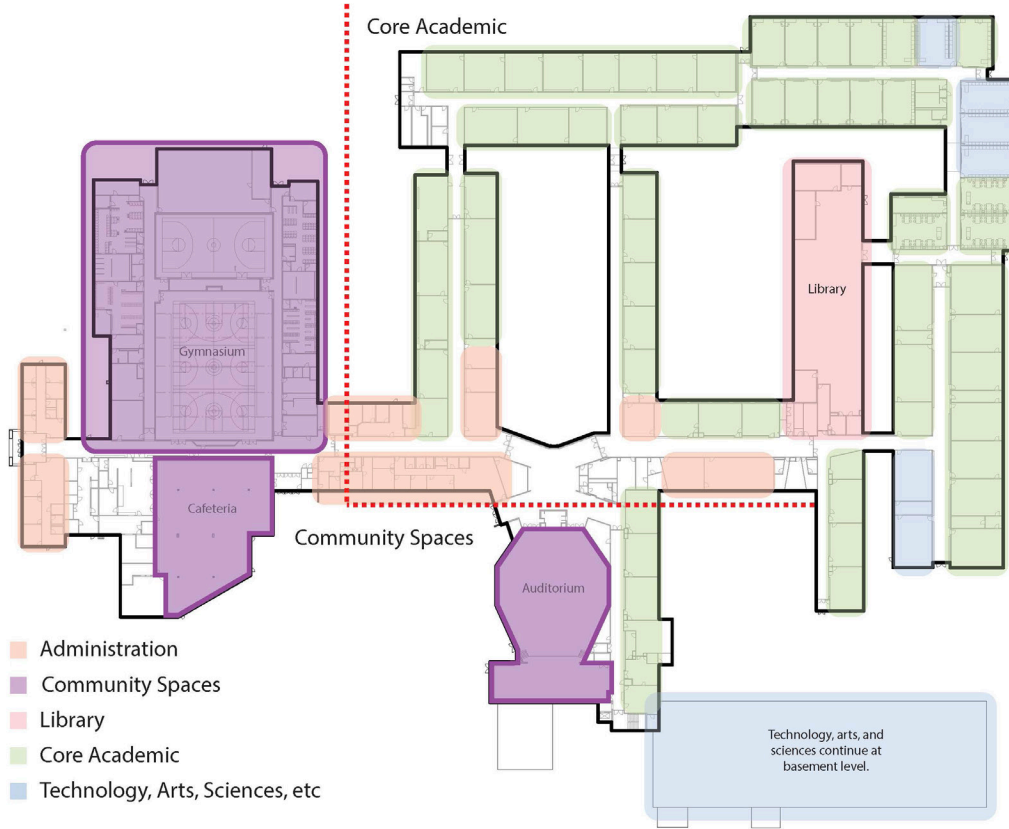 Core Academic
Gymnasium
Library
Cafeteria
Community Spaces
Auditorium
Administration
Community Spaces
Library
Core Academic
Technology, Arts, Sciences, etc
Technology, arts, and
sciences continue at
basement level.